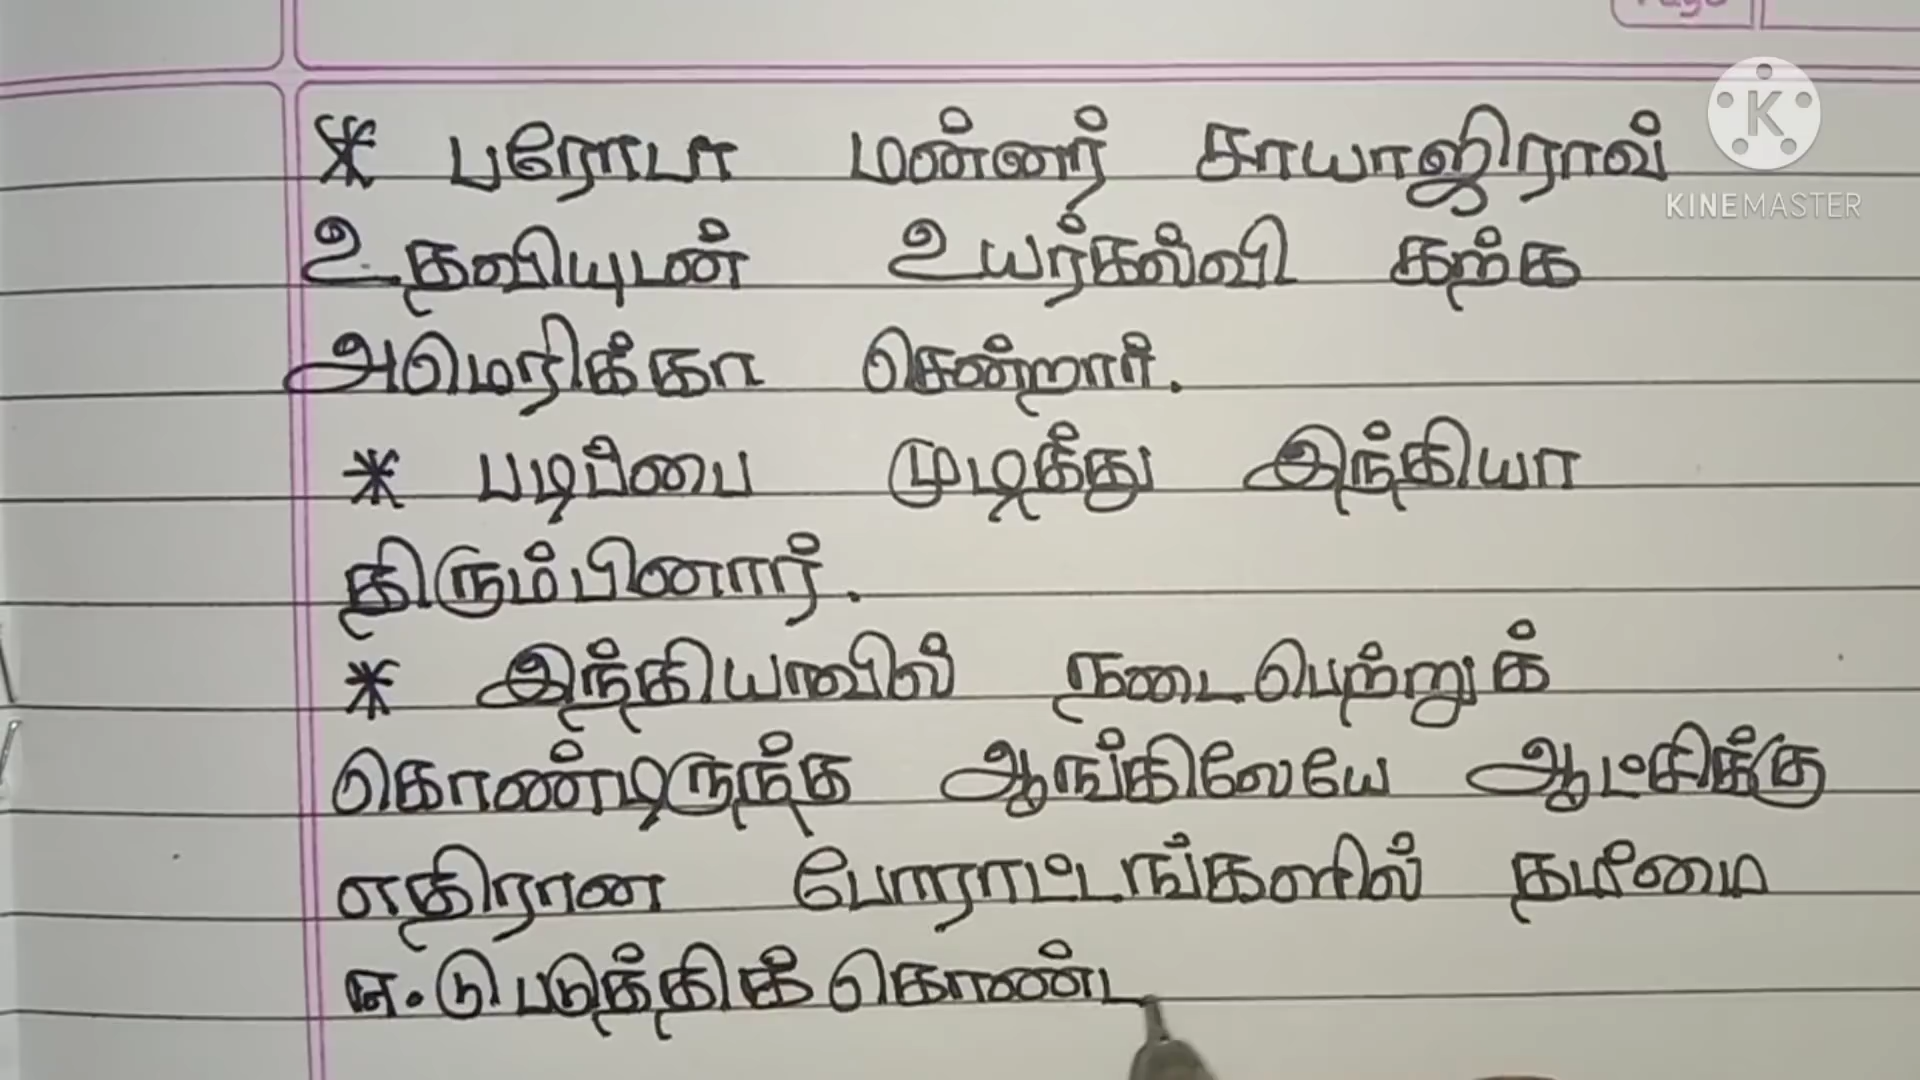 * பரோடா மன்னர் சாயாஜிராவ்
உதவியுடன் உயர்கல்வி கற்க
அமெரிக்கா சென்றார்.
* படிப்பை முடித்து இந்தியா
திரும்பினார்.
* இந்தியாவில் நடைபெற்றுக்
கொண்டிருந்த ஆங்கிலேயே ஆட்சிக்கு
எதிரான போராட்டங்களில் தம்மை
ஈடுபடுத்திக் கொண்ட
K
KINEMASTER